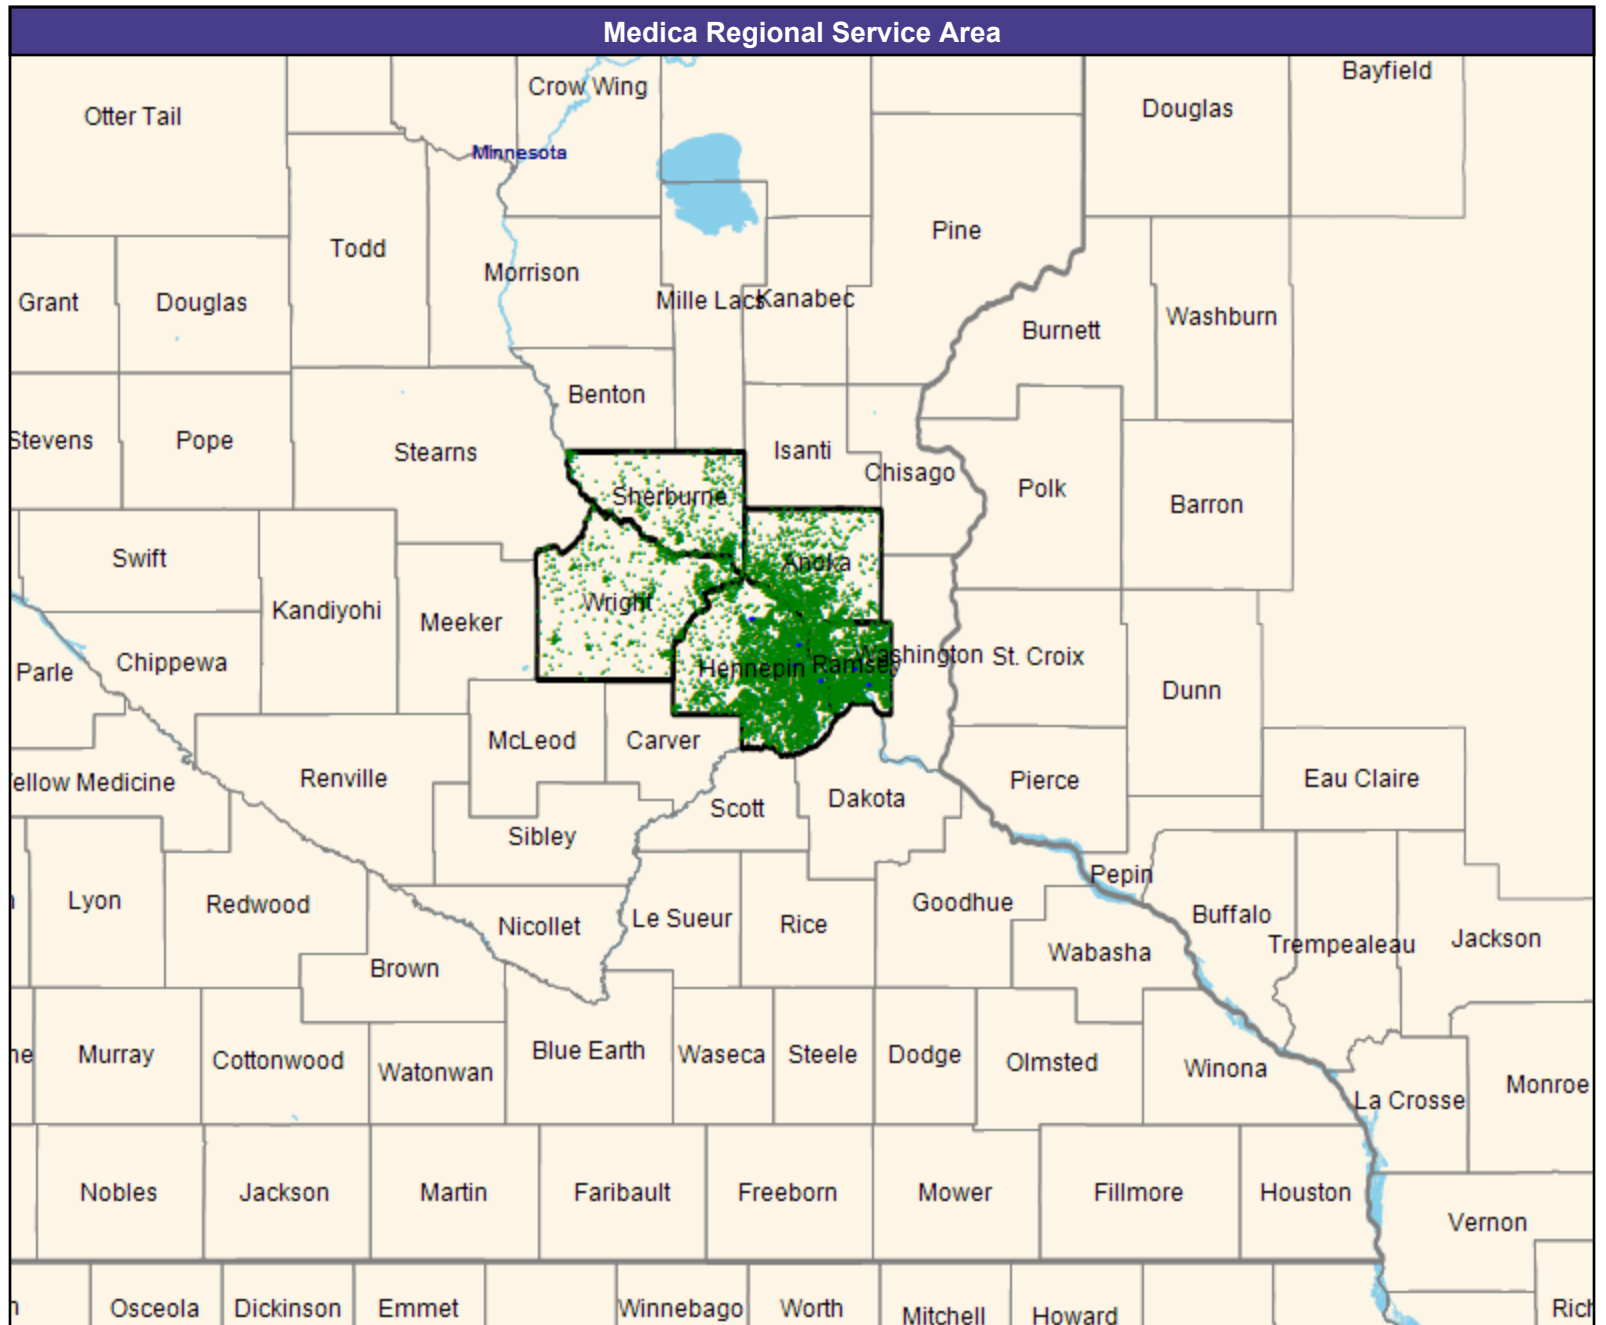 Medica Regional Service Area
Crow Wing
Bayfield
Otter Tail
Douglas
Minnesota
Pine
Todd
Morrison
Mille Lacs
Kanabec
Grant
Douglas
Washburn
Burnett
Benton
Stevens
Pope
Stearns
Isanti
Chisago
Polk
Barron
Sherburne
Swift
Anoka
Kandiyohi
Wright
Meeker
Chippewa
Parle
Hennepin
Ramsey
Washington
St. Croix
Dunn
McLeod
Carver
Renville
ellow Medicine
Pierce
Eau Claire
Scott
Dakota
Sibley
Pepin
Lyon
Redwood
Goodhue
Buffalo
Le Sueur
Rice
Nicollet
Trempealeau
Jackson
Wabasha
Brown
Murray
Cottonwood
Watonwan
Blue Earth
Waseca
Steele
Dodge
Olmsted
Winona
ne
Monroe
La Crosse
Nobles
Jackson
Martin
Faribault
Freeborn
Mower
Fillmore
Houston
Vernon
Osceola
Dickinson
Emmet
Winnebago
Worth
Mitchell
Howard
Rich